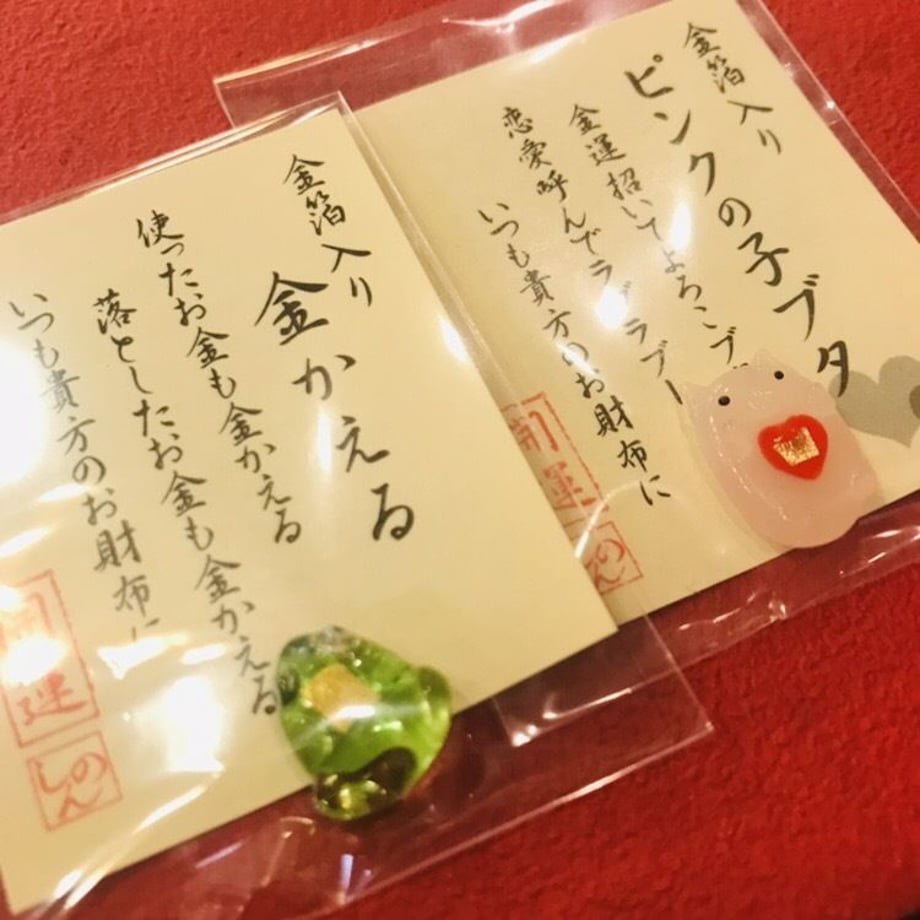 金箔入り
金かえる
使ったお金も金かえる
落としたお金も金かえる
いつも貴方のお財布に
開運
しのん
金箔入り
ピンクの子ブタ
金運招いてよろこブ
恋愛呼んでラブラブー
いつも貴方のお財布に
開運